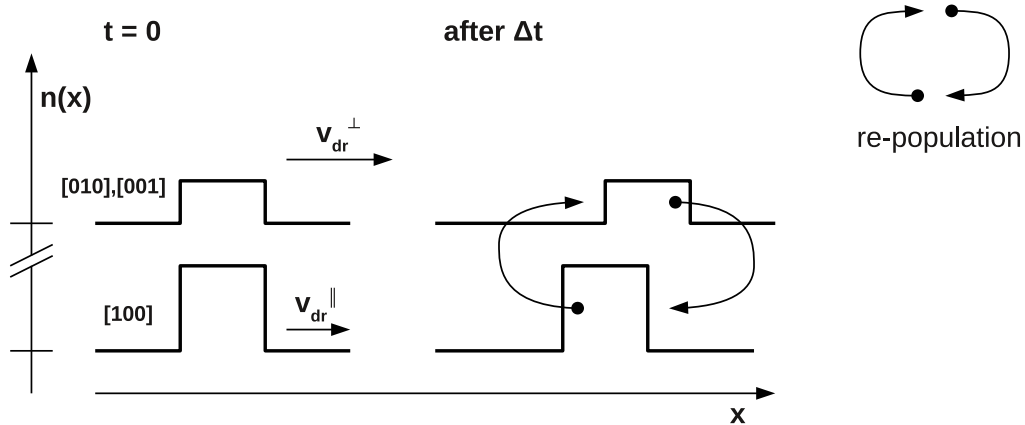 t = 0
after Δt
n(x)
re-population
v_dr^⊥
[010],[001]
v_dr^||
[100]
x